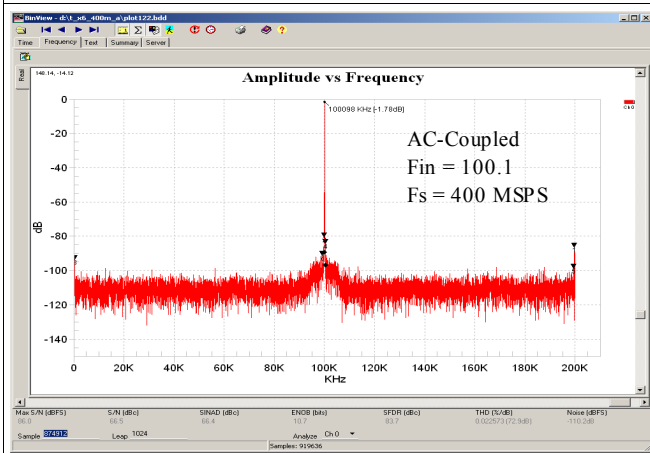 BinView - d:\t_x6_400m_a\plot122.bdd
Time Frequency Text Summary Server
Real
148.14, -14.12
Amplitude vs Frequency
Ch 0
100098 KHz [-1.78dB]
AC-Coupled
Fin = 100.1
Fs = 400 MSPS
0
-20
-40
-60
-80
-100
-120
-140
dB
0 20K 40K 60K 80K 100K 120K 140K 160K 180K 200K
KHz
Max S/N (dBFS) S/N (dBc) SINAD (dBc) ENOB (bits) SFDR (dBc) THD (%/dB) Noise (dBFS)
86.0 66.5 66.4 10.7 83.7 0.022573 (72.9dB) -110.2dB
Sample 874912 Leap 1024 Analyze Ch 0
Samples: 919636